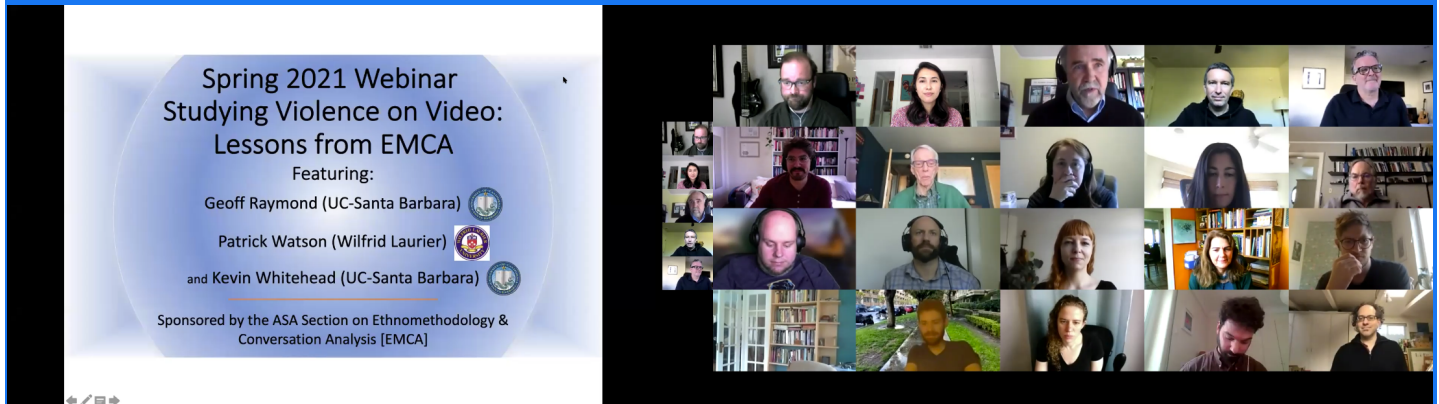 Spring 2021 Webinar
Studying Violence on Video:
Lessons from EMCA
Featuring:
Geoff Raymond (UC-Santa Barbara)
Patrick Watson (Wilfrid Laurier)
and Kevin Whitehead (UC-Santa Barbara)
Sponsored by the ASA Section on Ethnomethodology &
Conversation Analysis [EMCA]